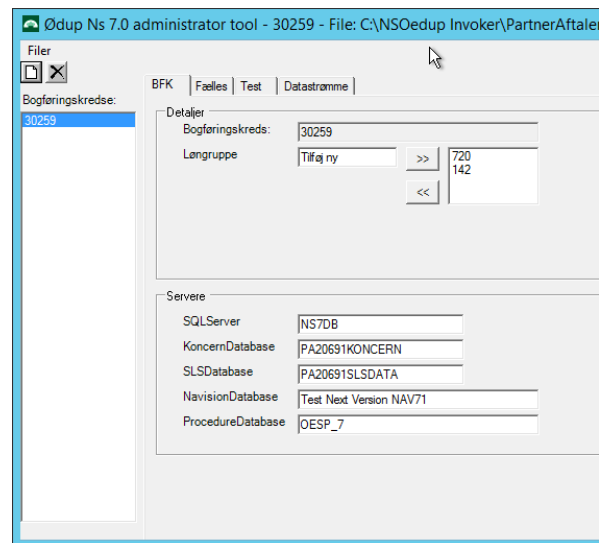 Ødup Ns 7.0 administrator tool - 30259 - File: C:\NSOedup Invoker\PartnerAftaler
Filer
Bogføringskredse:
30259
BFK Fælles Test Datastrømme
Detaljer
Bogføringskreds: 30259
Løngruppe Tilføj ny >> 720
142
<<
Servere
SQLServer NS7DB
KoncernDatabase PA20691KONCERN
SLSDatabase PA20691SLSDATA
NavisionDatabase Test Next Version NAV71
ProcedureDatabase OESP_7